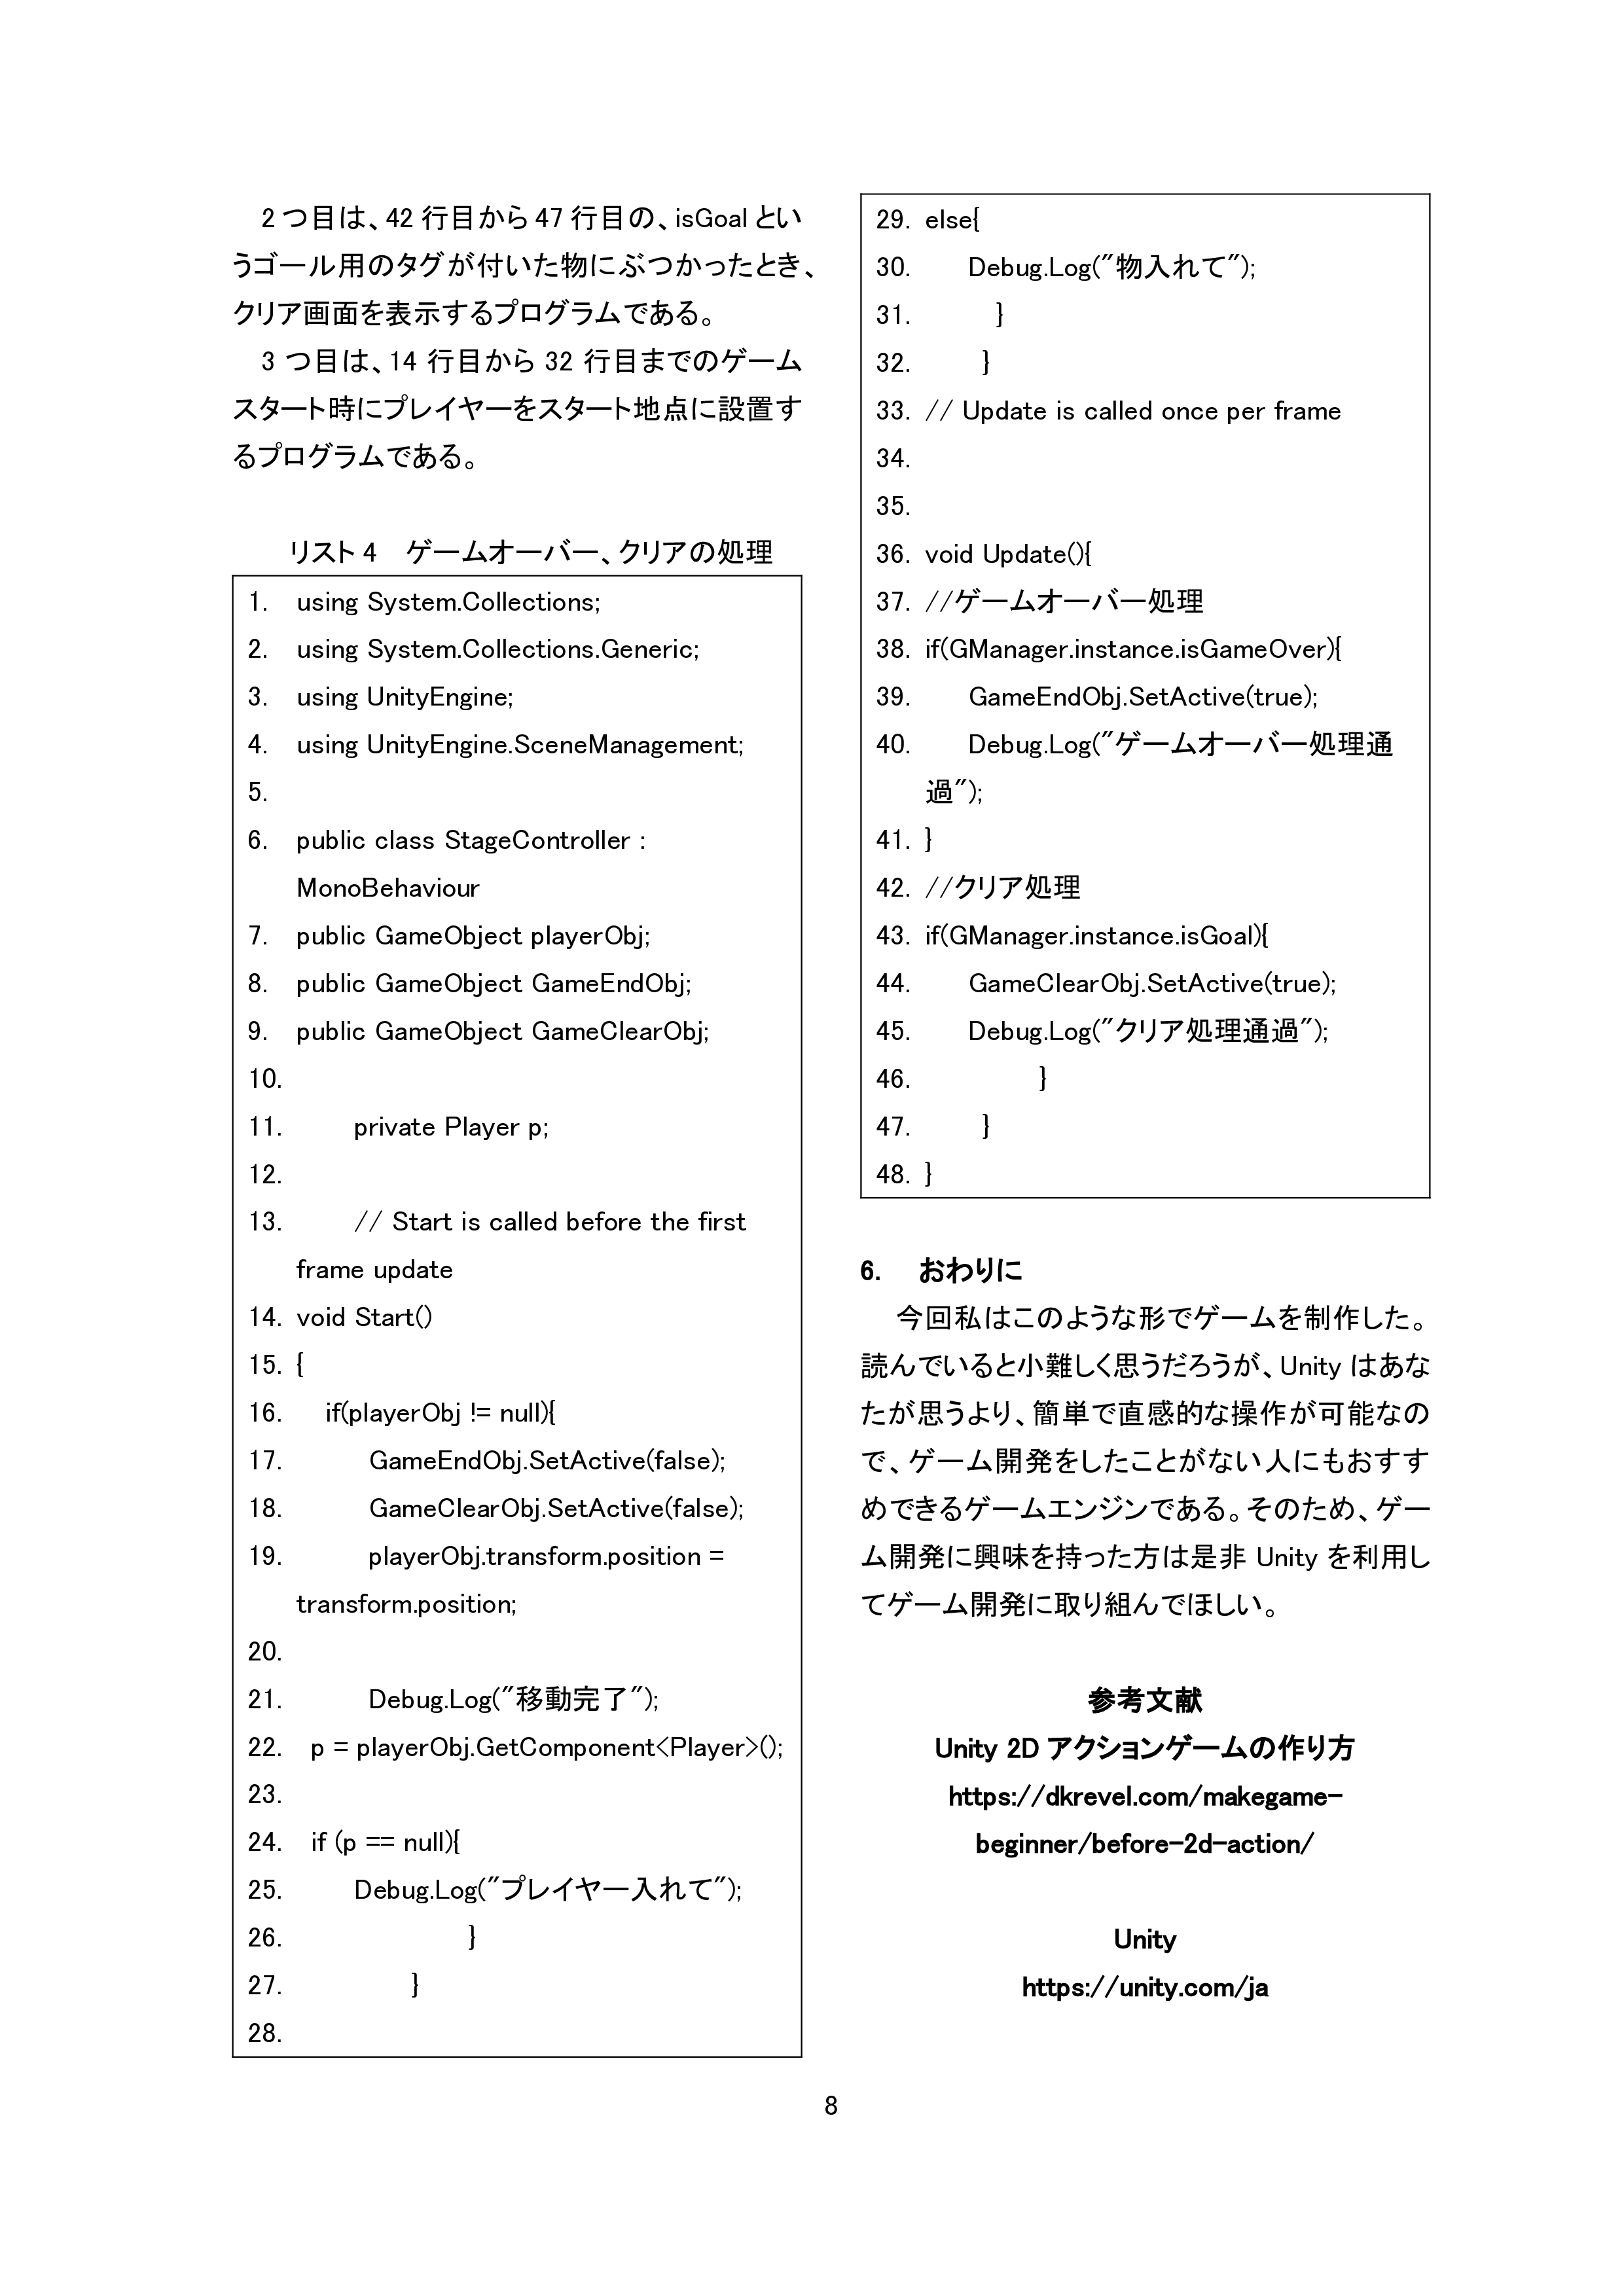 2 つ目は、42 行目から 47 行目の、isGoal とい
うゴール用のタグが付いた物にぶつかったとき、
クリア画面を表示するプログラムである。
3 つ目は、14 行目から 32 行目までのゲーム
スタート時にプレイヤーをスタート地点に設置す
るプログラムである。
リスト 4　ゲームオーバー、クリアの処理
1. using System.Collections;
2. using System.Collections.Generic;
3. using UnityEngine;
4. using UnityEngine.SceneManagement;
5.
6. public class StageController :
MonoBehaviour
7. public GameObject playerObj;
8. public GameObject GameEndObj;
9. public GameObject GameClearObj;
10.
11. private Player p;
12.
13. // Start is called before the first
frame update
14. void Start()
15. {
16. if(playerObj != null){
17. GameEndObj.SetActive(false);
18. GameClearObj.SetActive(false);
19. playerObj.transform.position =
transform.position;
20.
21. Debug.Log("移動完了");
22. p = playerObj.GetComponent<Player>();
23.
24. if (p == null){
25. Debug.Log("プレイヤー入れて");
26. }
27. }
28.
29. else{
30. Debug.Log("物入れて");
31. }
32. }
33. // Update is called once per frame
34.
35.
36. void Update(){
37. //ゲームオーバー処理
38. if(GManager.instance.isGameOver){
39. GameEndObj.SetActive(true);
40. Debug.Log("ゲームオーバー処理通
過");
41. }
42. //クリア処理
43. if(GManager.instance.isGoal){
44. GameClearObj.SetActive(true);
45. Debug.Log("クリア処理通過");
46. }
47. }
48. }
6.　おわりに
今回私はこのような形でゲームを制作した。
読んでいると小難しく思うだろうが、Unity はあな
たが思うより、簡単で直感的な操作が可能なの
で、ゲーム開発をしたことがない人にもおすす
めできるゲームエンジンである。そのため、ゲー
ム開発に興味を持った方は是非 Unity を利用し
てゲーム開発に取り組んでほしい。
参考文献
Unity 2D アクションゲームの作り方
https://dkrevel.com/makegame-
beginner/before-2d-action/
Unity
https://unity.com/ja
8